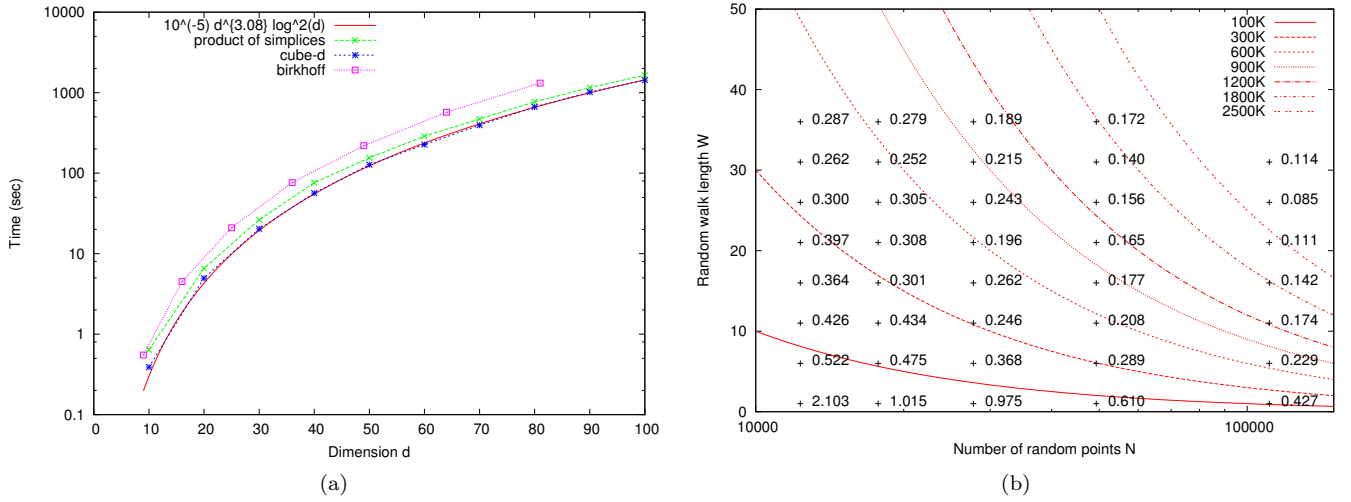 10^(-5) d^{3.08} log^2(d)
product of simplices
cube-d
birkhoff
10000
1000
100
10
1
0.1
0 10 20 30 40 50 60 70 80 90 100
Time (sec)
Dimension d
(a)
100K
300K
600K
900K
1200K
1800K
2500K
50
40
30
20
10
0
0.287 0.279 0.189 0.172
0.262 0.252 0.215 0.140 0.114
0.300 0.305 0.243 0.156 0.085
0.397 0.308 0.196 0.165 0.111
0.364 0.301 0.262 0.177 0.142
0.426 0.434 0.246 0.208 0.174
0.522 0.475 0.368 0.289 0.229
2.103 1.015 0.975 0.610 0.427
10000 100000
Random walk length W
Number of random points N
(b)